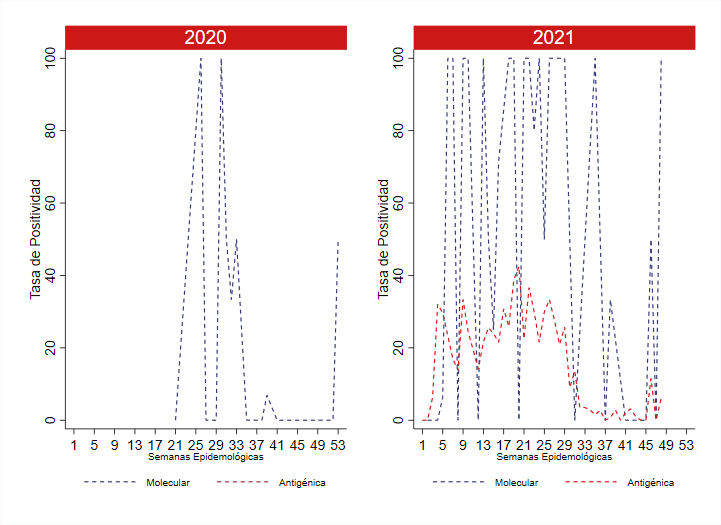 2020
Tasa de Positividad
100
80
60
40
20
0
1 5 9 13 17 21 25 29 33 37 41 45 49 53
Semanas Epidemológicas
Molecular Antigénica
2021
Tasa de Positividad
100
80
60
40
20
0
1 5 9 13 17 21 25 29 33 37 41 45 49 53
Semanas Epidemológicas
Molecular Antigénica